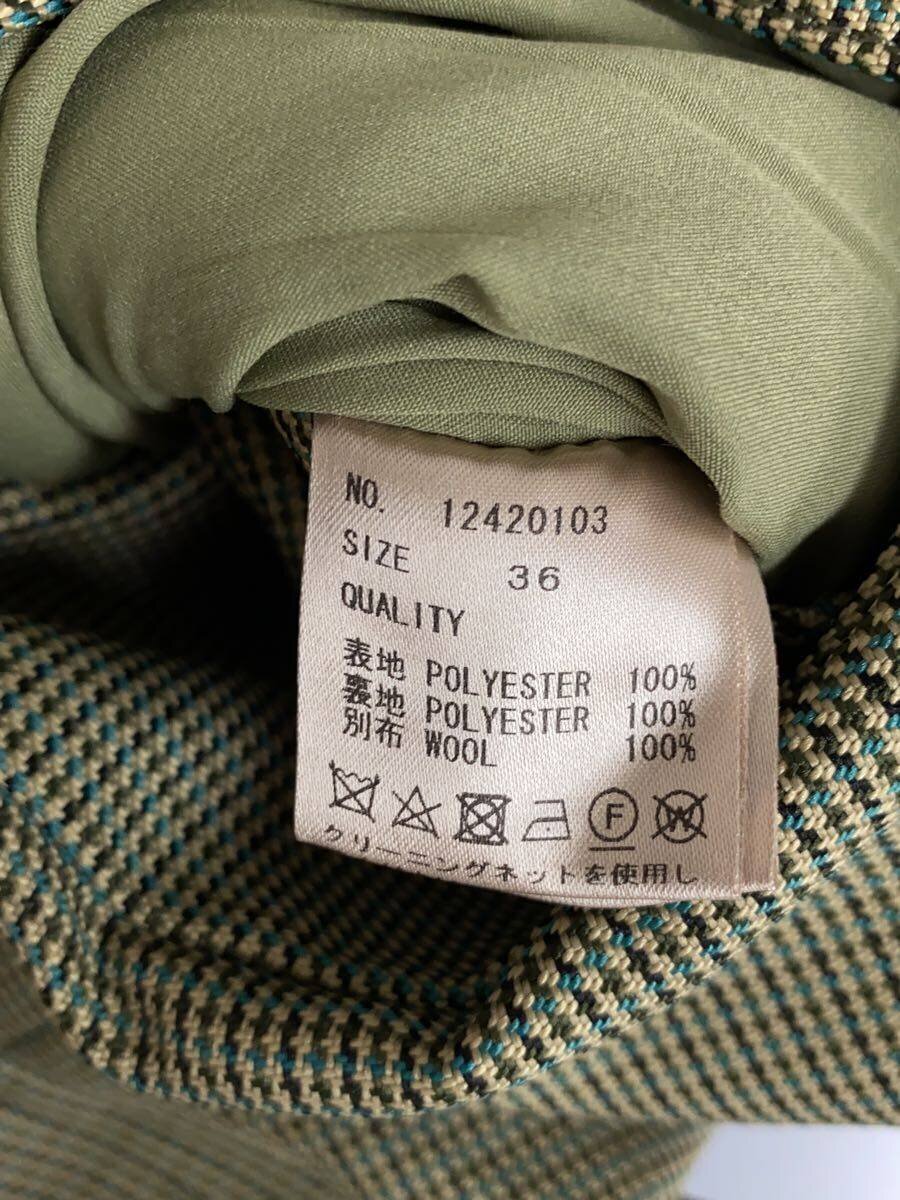 NO. 12420103
SIZE 36
QUALITY
表地 POLYESTER 100%
裏地 POLYESTER 100%
別布 WOOL 100%
F W
クリーニングネットを使用し